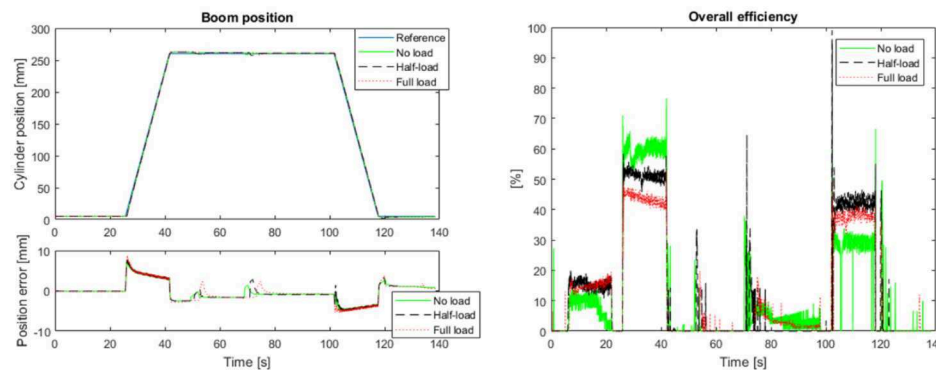 Boom position
300
250
200
150
100
50
0
Cylinder position [mm]
Reference
No load
Half-load
Full load
0 20 40 60 80 100 120 140
10
0
-10
Position error [mm]
No load
Half-load
Full load
0 20 40 60 80 100 120 140
Time [s]
Overall efficiency
100
90
80
70
60
50
40
30
20
10
0
[%]
No load
Half-load
Full load
0 20 40 60 80 100 120
Time [s]